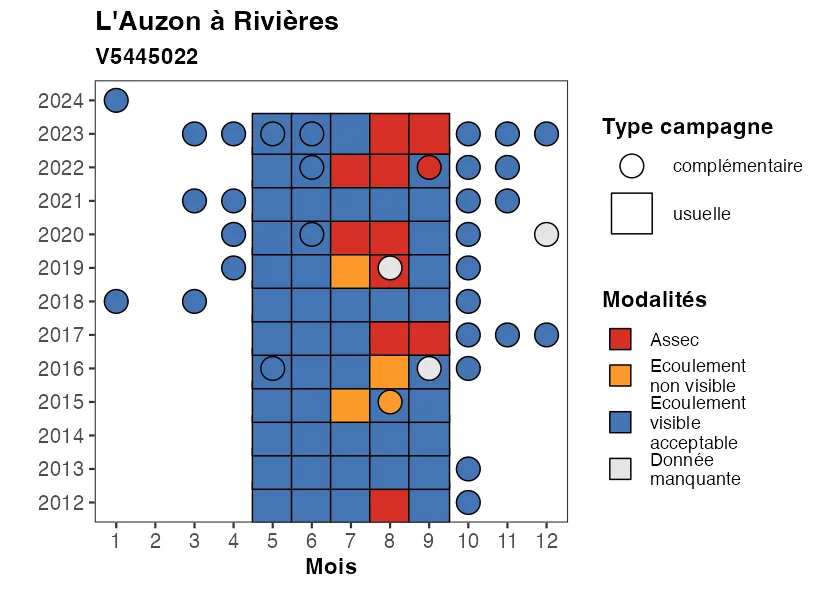 L'Auzon à Rivières
V5445022
2024
2023
2022
2021
2020
2019
2018
2017
2016
2015
2014
2013
2012
1 2 3 4 5 6 7 8 9 10 11 12
Mois
Type campagne
complémentaire
usuelle
Modalités
Assec
Ecoulement
non visible
Ecoulement
visible
acceptable
Donnée
manquante